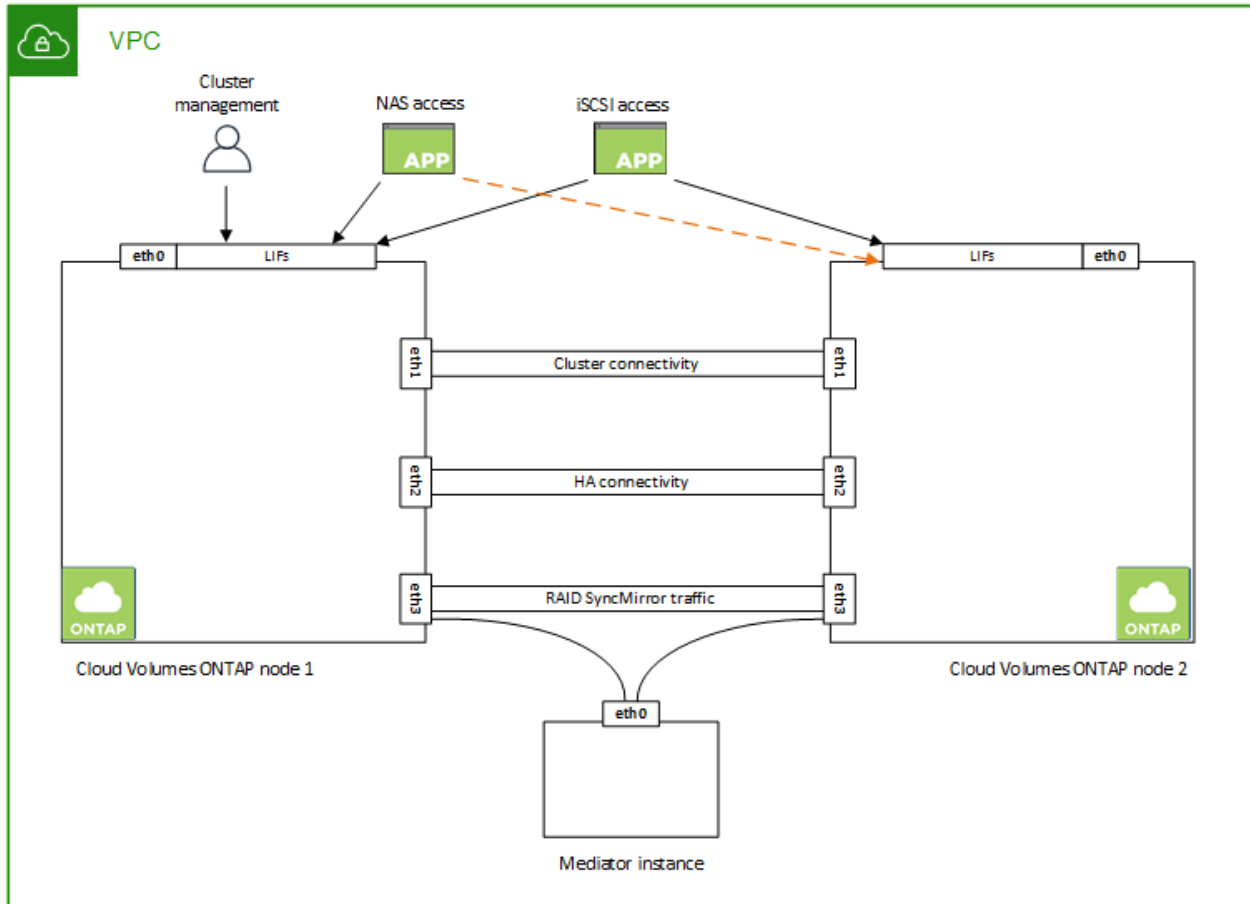 VPC
Cluster
management
NAS access
iSCSI access
APP
APP
eth0
LIFs
LIFs
eth0
eth1
Cluster connectivity
eth1
eth2
HA connectivity
eth2
eth3
RAID SyncMirror traffic
eth3
ONTAP
ONTAP
Cloud Volumes ONTAP node 1
Cloud Volumes ONTAP node 2
eth0
Mediator instance